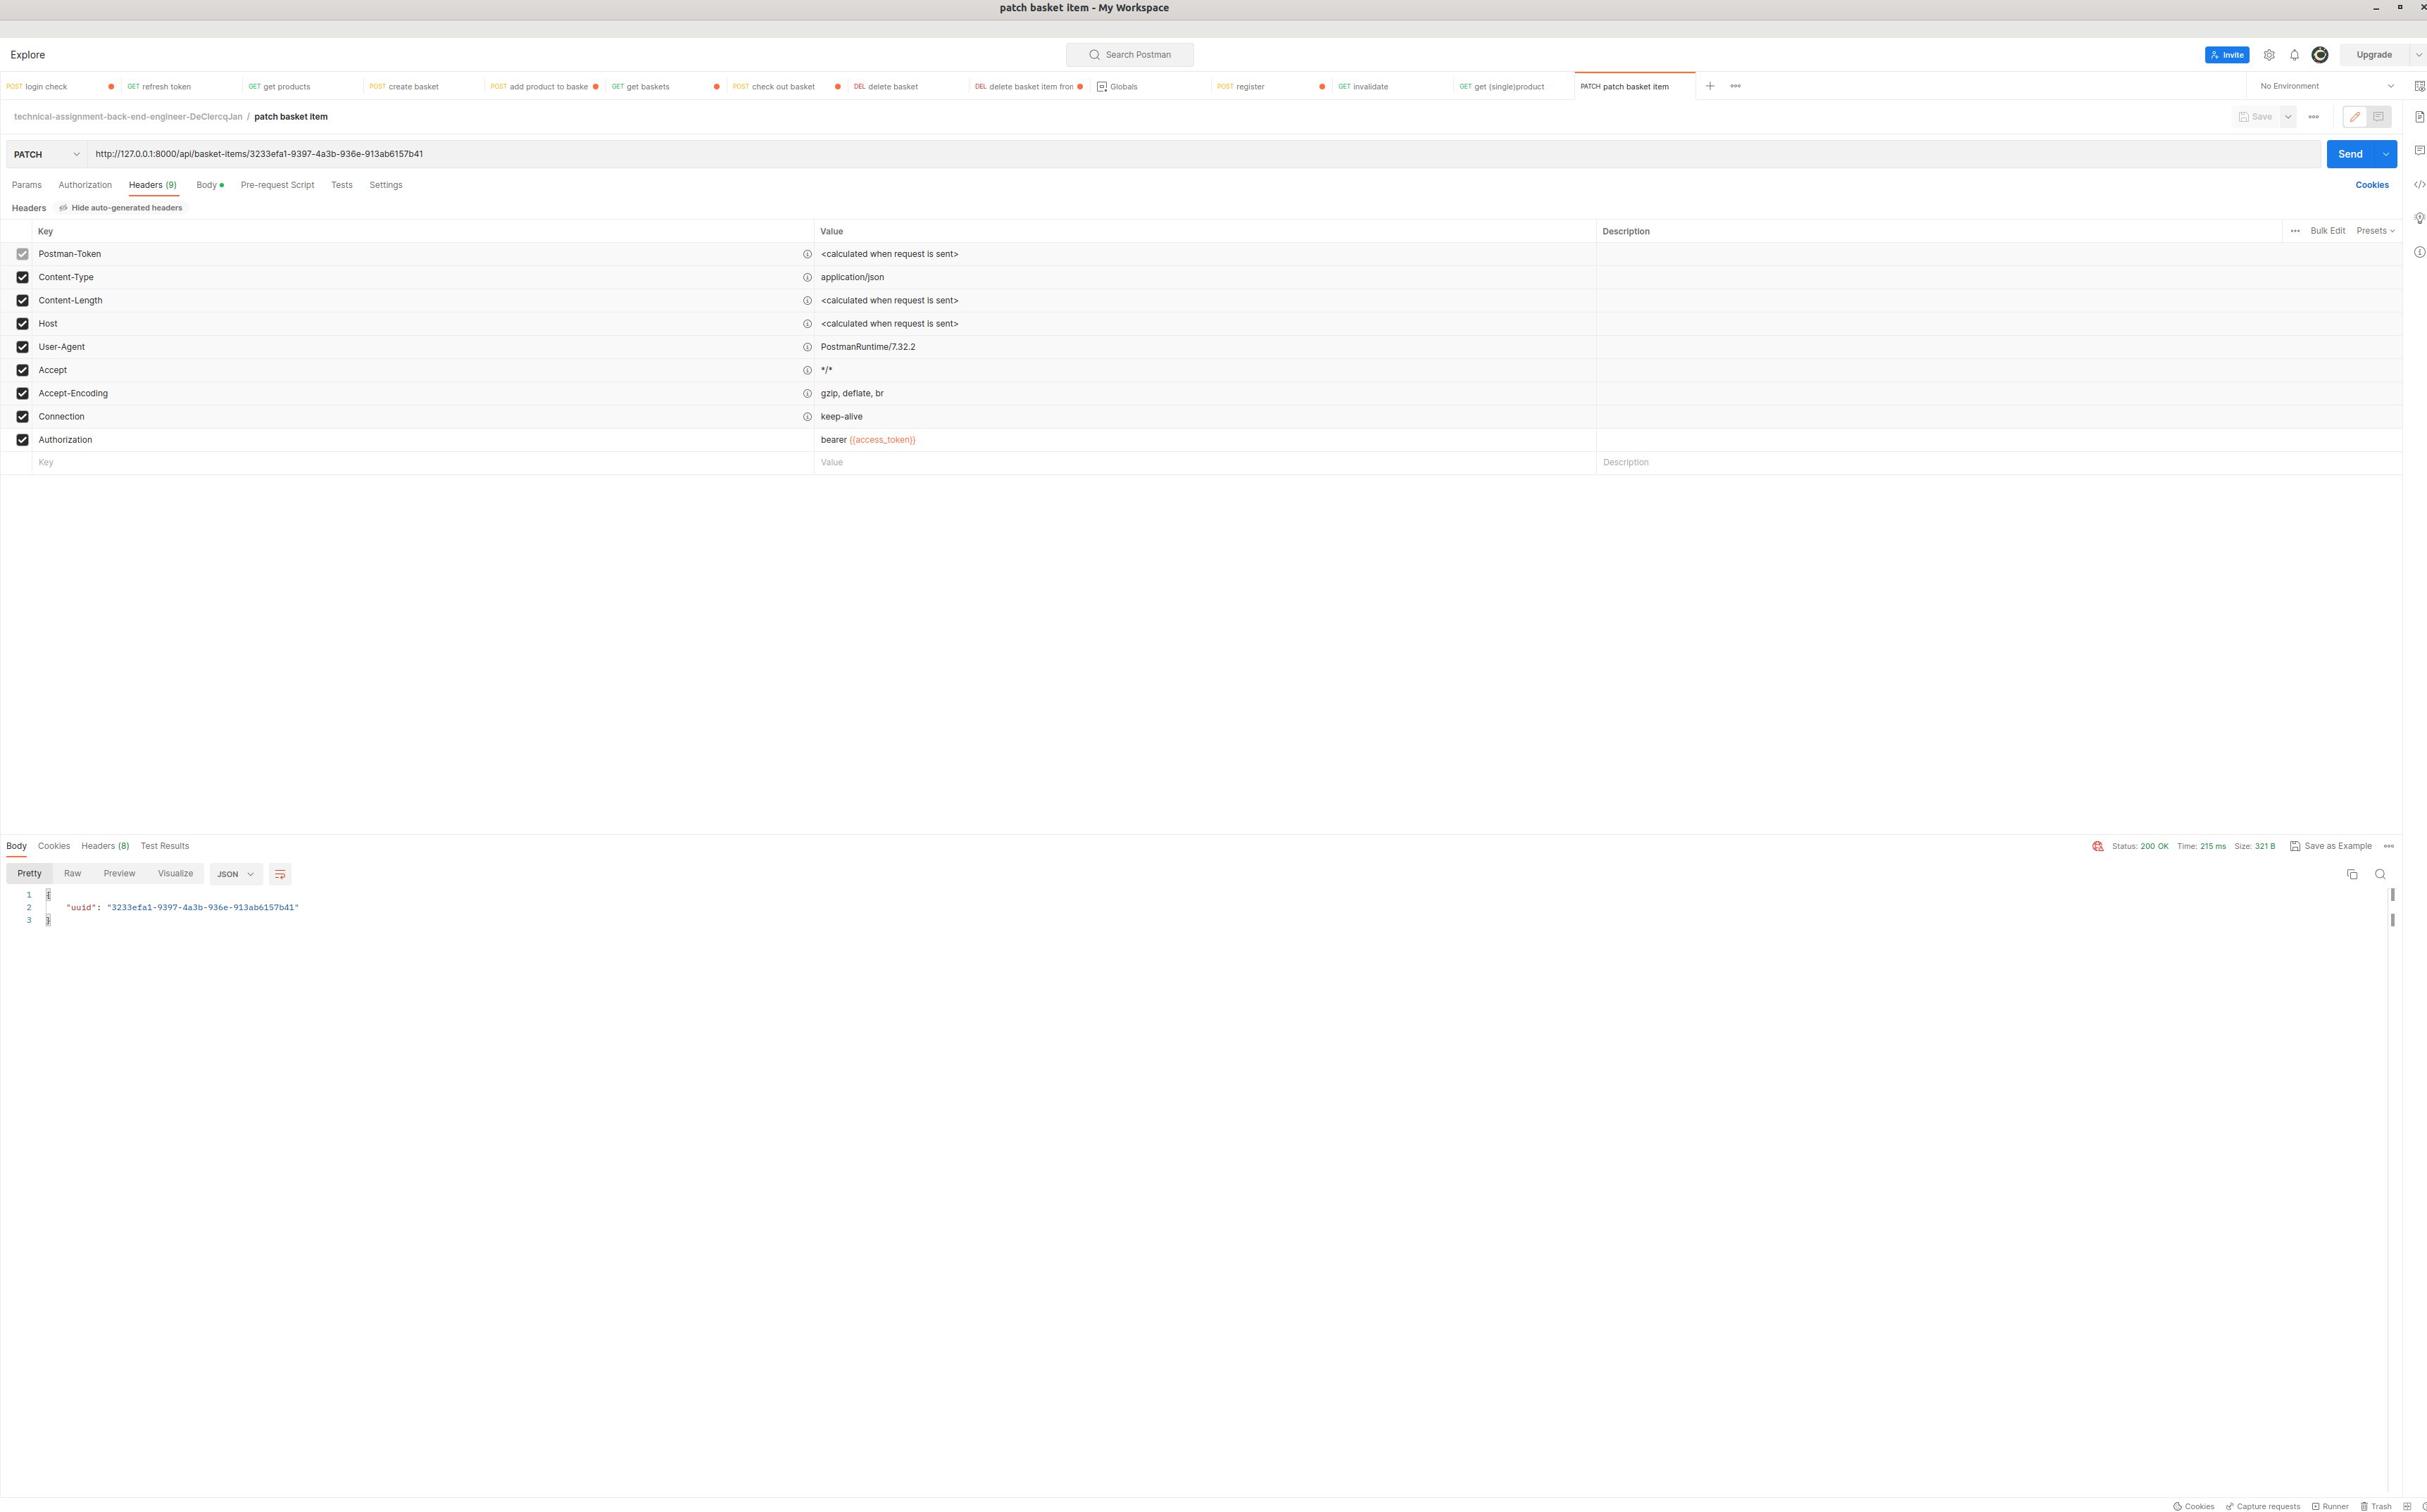 patch basket item - My Workspace
Explore
Search Postman
Invite
Upgrade
POST login check
GET refresh token
GET get products
POST create basket
POST add product to baske
GET get baskets
POST check out basket
DEL delete basket
DEL delete basket item fron
Globals
POST register
GET invalidate
GET get (single)product
PATCH patch basket item
No Environment
technical-assignment-back-end-engineer-DeClercqJan / patch basket item
Save
PATCH http://127.0.0.1:8000/api/basket-items/3233efa1-9397-4a3b-936e-913ab6157b41
Send
Params Authorization Headers (9) Body Pre-request Script Tests Settings Cookies
Headers Hide auto-generated headers
Key Value Description Bulk Edit Presets
Postman-Token <calculated when request is sent>
Content-Type application/json
Content-Length <calculated when request is sent>
Host <calculated when request is sent>
User-Agent PostmanRuntime/7.32.2
Accept */*
Accept-Encoding gzip, deflate, br
Connection keep-alive
Authorization bearer {{access_token}}
Key Value Description
Body Cookies Headers (8) Test Results Status: 200 OK Time: 215 ms Size: 321 B Save as Example
Pretty Raw Preview Visualize JSON
1 {
2 "uuid": "3233efa1-9397-4a3b-936e-913ab6157b41"
3 }
Cookies Capture requests Runner Trash